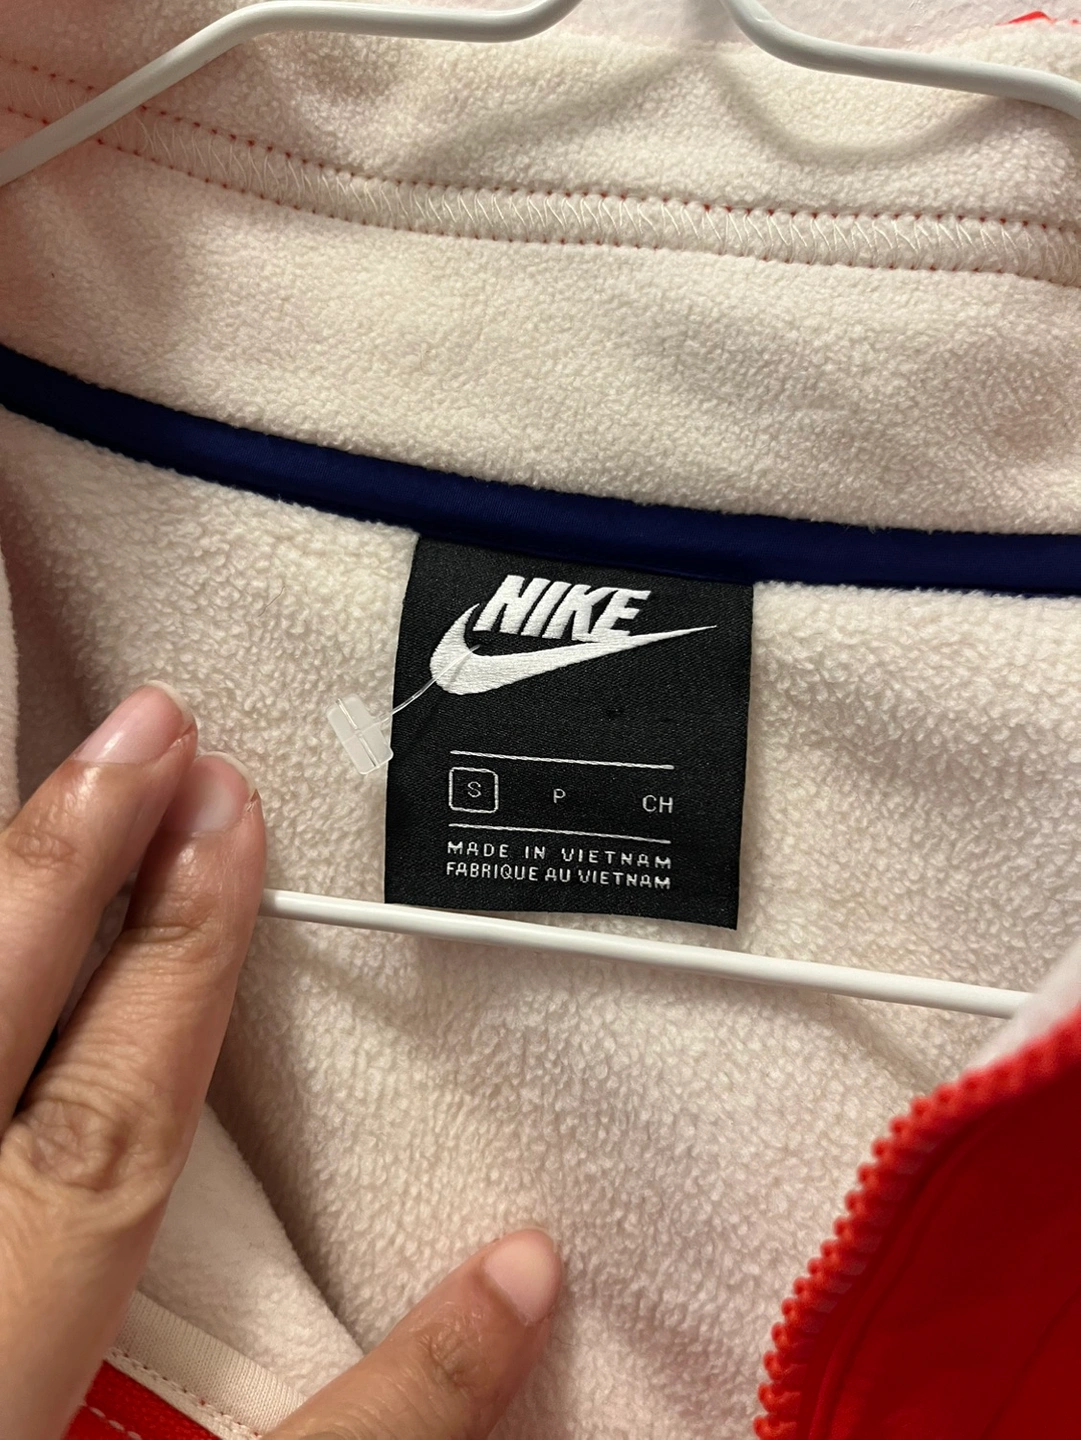 NIKE
S P CH
MADE IN VIETNAM
FABRIQUE AU VIETNAM